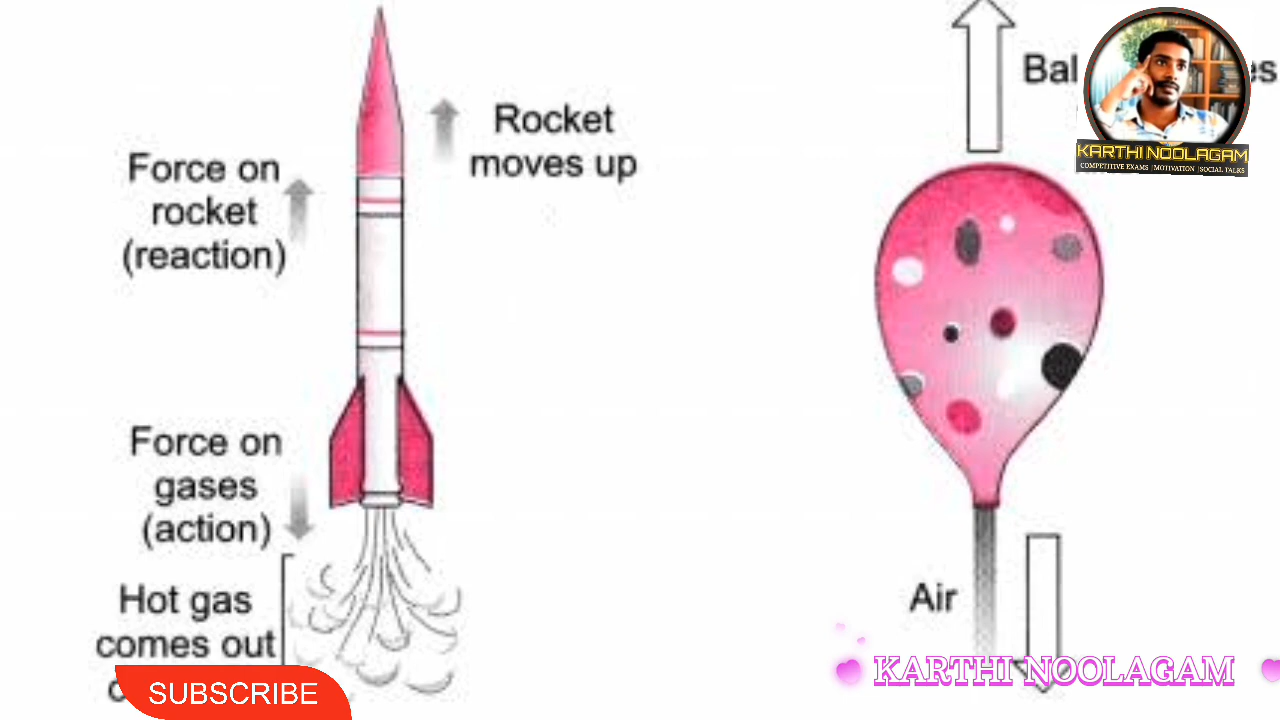 Rocket
moves up
Force on
rocket
(reaction)
Force on
gases
(action)
Hot gas
comes out
SUBSCRIBE
KARTHI NOOLAGAM
COMPETITIVE EXAMS |MOTIVATION |SOCIAL TALKS
Air
KARTHI NOOLAGAM